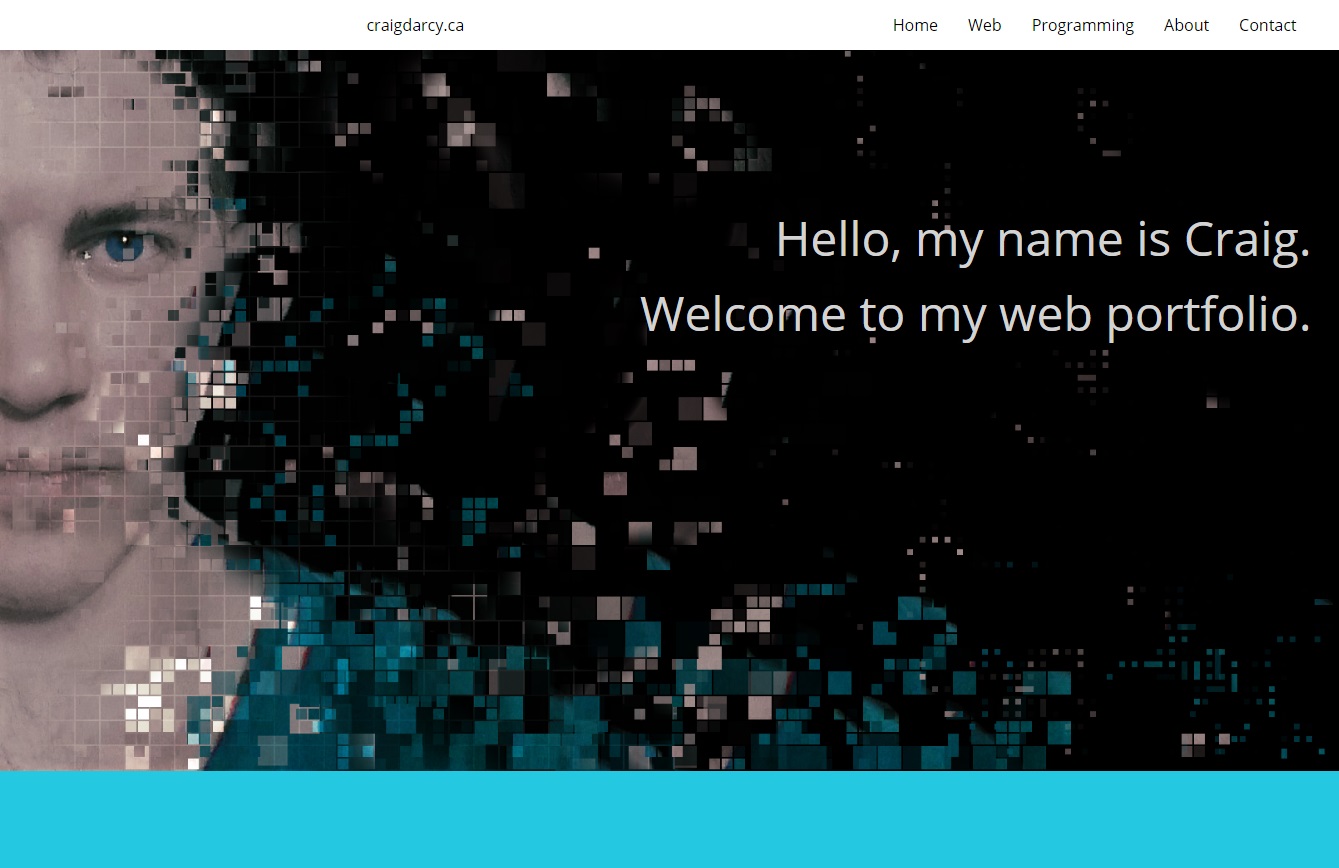 craigdarcy.ca
Home Web Programming About Contact
Hello, my name is Craig.
Welcome to my web portfolio.